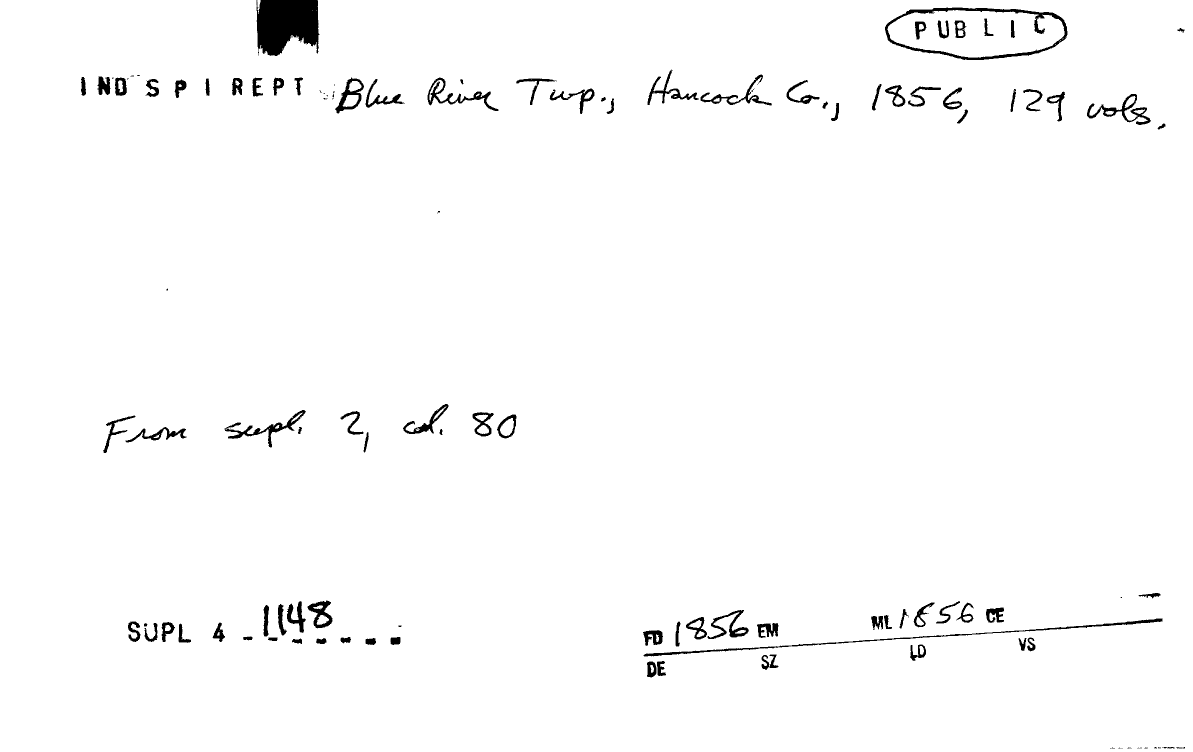 PUBLIC
IND SPI REPT Blue River Twp., Hancock Co., 1856, 129 vols.
From supl. 2, col. 80
SUPL 4 - 1148
FD 1856 EM ML 1856 CE
DE SZ LD VS